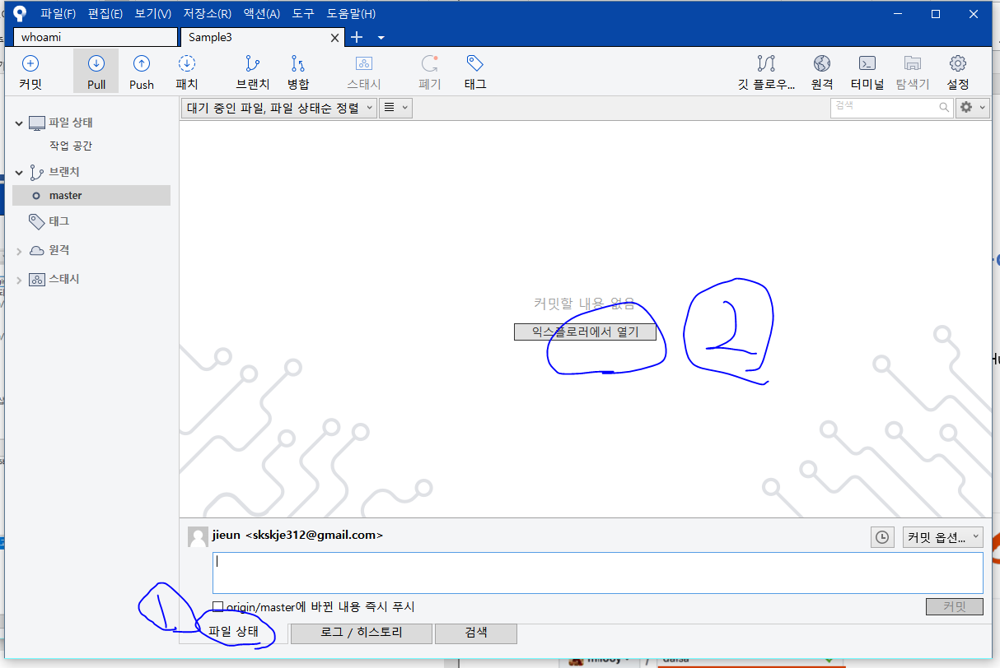 파일(F) 편집(E) 보기(V) 저장소(R) 액션(A) 도구 도움말(H)
whoami Sample3
커밋 Pull Push 패치 브랜치 병합 스태시 폐기 태그 깃 플로우... 원격 터미널 탐색기 설정
대기 중인 파일, 파일 상태순 정렬 검색
파일 상태
작업 공간
브랜치
master
태그
원격
스태시
커밋할 내용 없음
익스플로러에서 열기
2
jieun <skskje312@gmail.com>
커밋 옵션...
origin/master에 바뀐 내용 즉시 푸시
커밋
1
파일 상태 로그 / 히스토리 검색